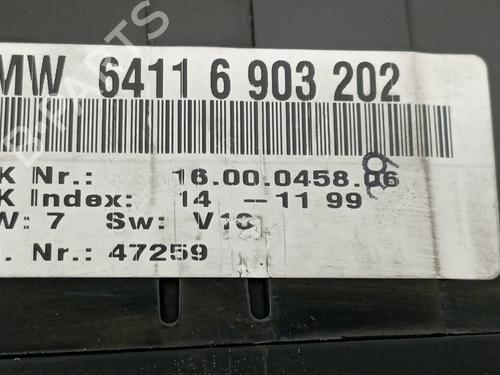 MW 6411 6 903 202
K Nr.: 16.00.0458.06
K Index: 14 -11 99
W: 7 Sw: V10
. Nr.: 47259
B-PARTS